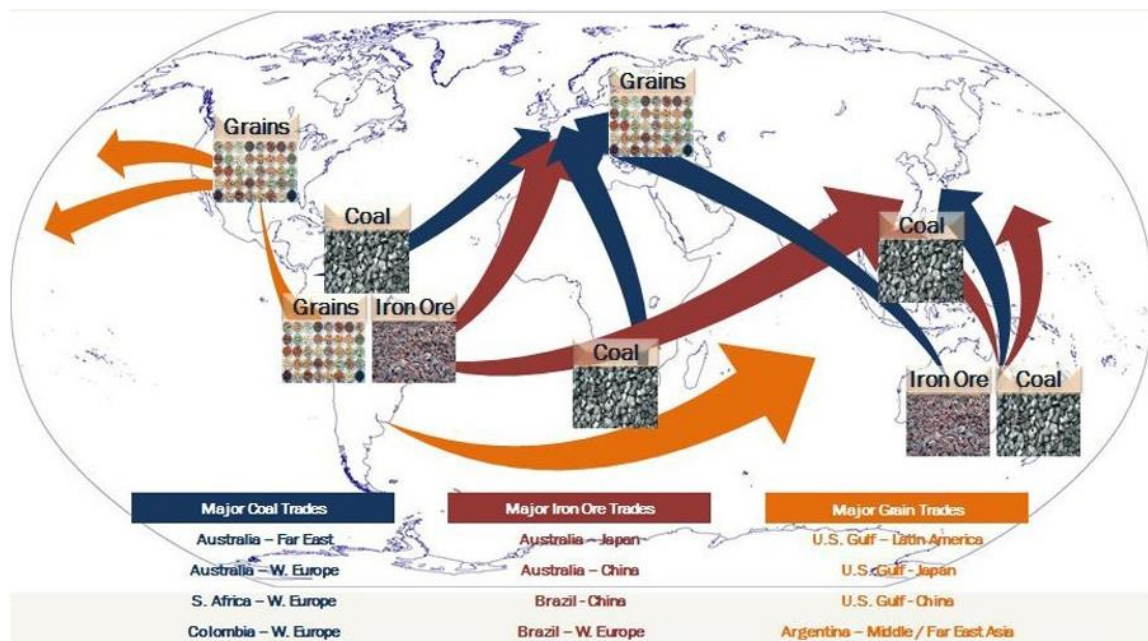 Grains
Grains
Coal
Coal
Grains
Iron Ore
Coal
Iron Ore
Coal
Major Coal Trades
Australia – Far East
Australia – W. Europe
S. Africa – W. Europe
Colombia – W. Europe
Major Iron Ore Trades
Australia – Japan
Australia – China
Brazil - China
Brazil – W. Europe
Major Grain Trades
U.S. Gulf – Latin America
U.S. Gulf - Japan
U.S. Gulf - China
Argentina – Middle / Far East Asia